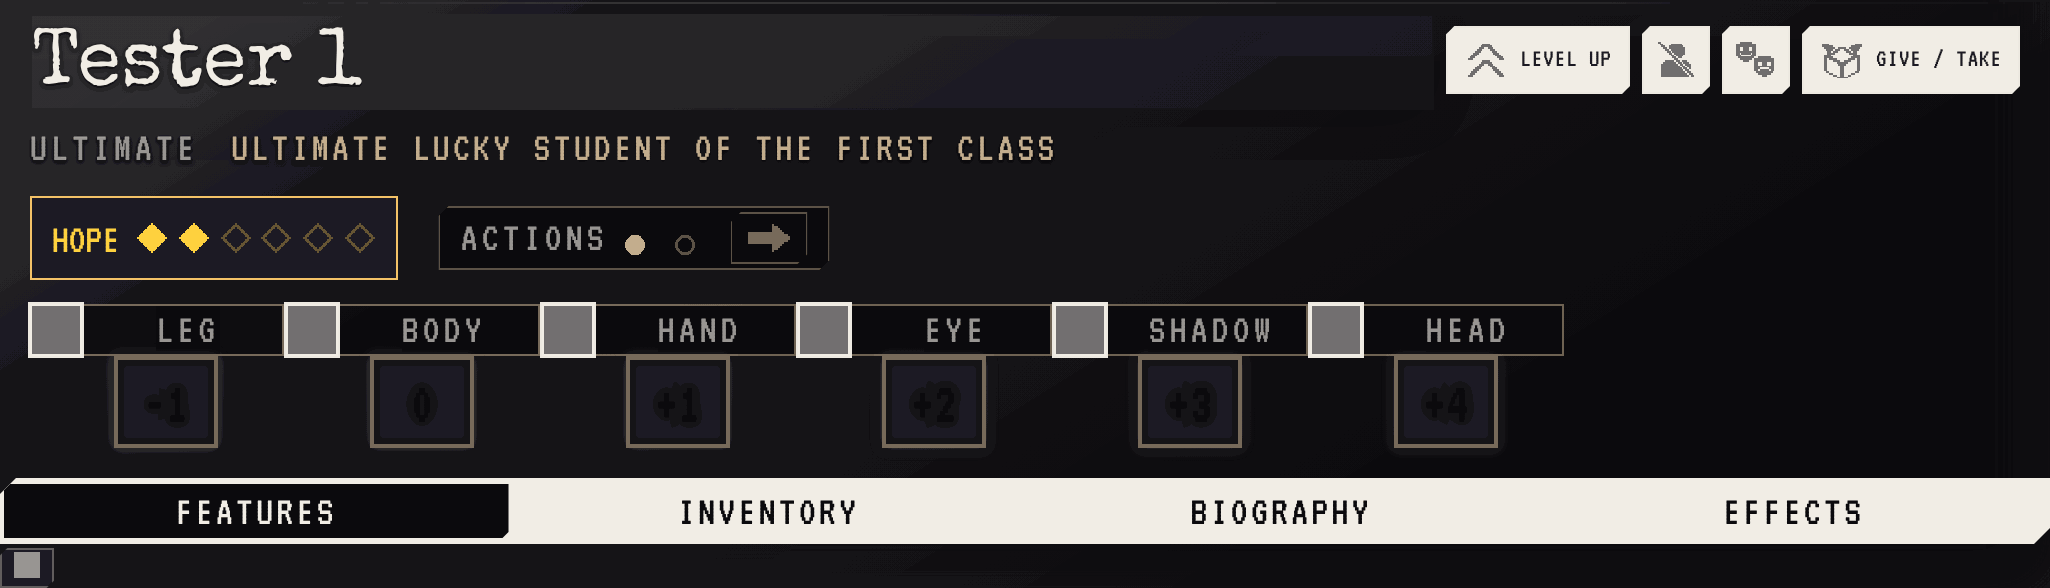 Tester 1
LEVEL UP
GIVE / TAKE
ULTIMATE ULTIMATE LUCKY STUDENT OF THE FIRST CLASS
HOPE
ACTIONS
LEG BODY HAND EYE SHADOW HEAD
-1 0 +1 +2 +3 +4
FEATURES INVENTORY BIOGRAPHY EFFECTS